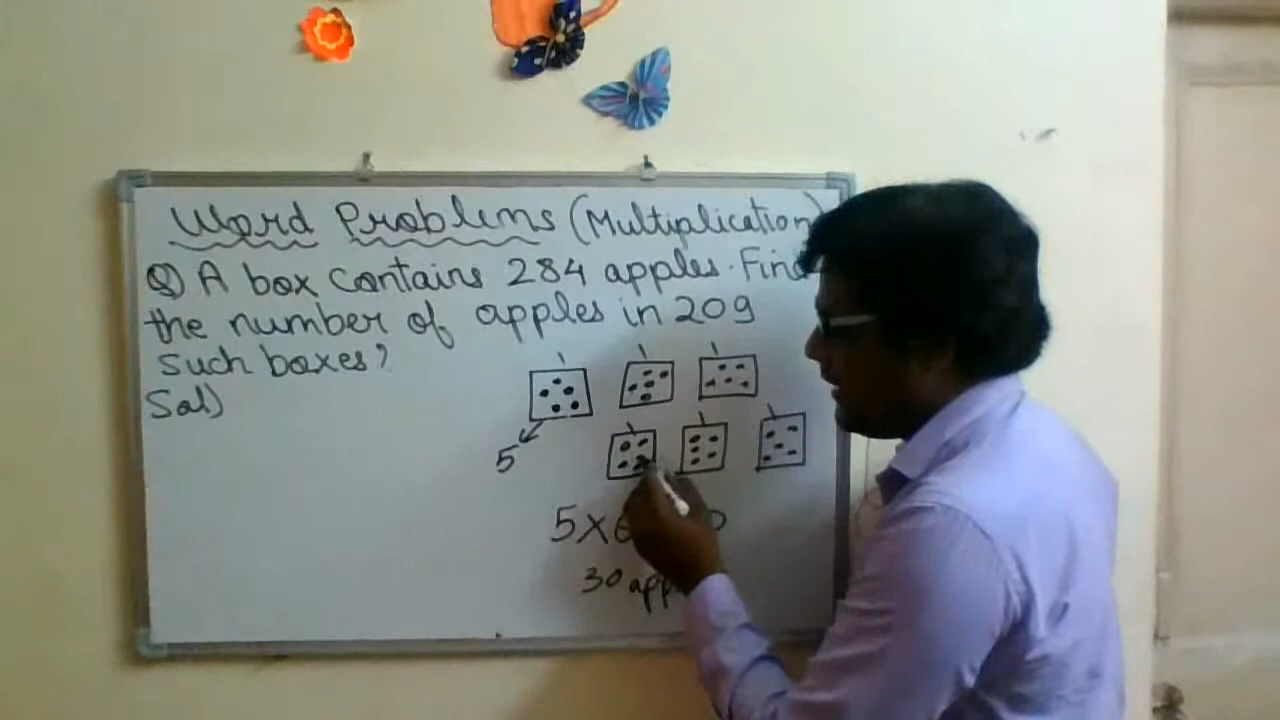 Word Problems (Multiplication)
Q) A box contains 284 apples. Find
the number of apples in 209
such boxes?
Sol)
5
5X6
30